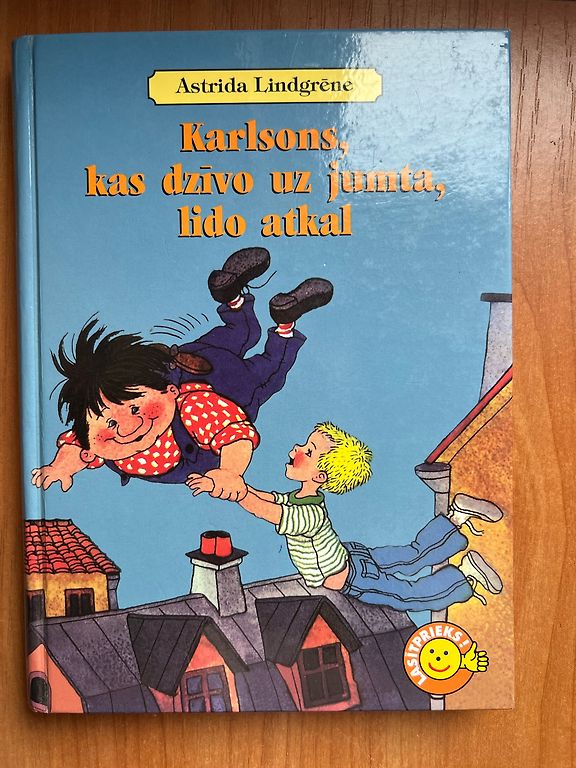 Astrida Lindgrēne
Karlsons,
kas dzīvo uz jumta,
lido atkal
LASĪTPRIEKS!